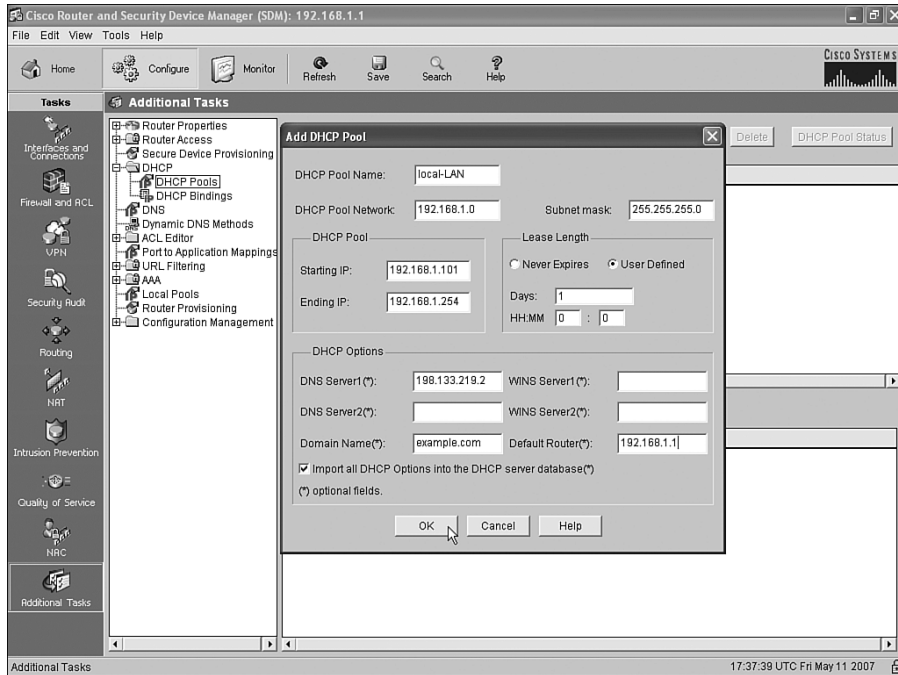 Cisco Router and Security Device Manager (SDM): 192.168.1.1
File Edit View Tools Help
Home Configure Monitor Refresh Save Search Help
CISCO SYSTEMS
Tasks
Additional Tasks
Interfaces and Connections
Firewall and ACL
VPN
Security Audit
Routing
NAT
Intrusion Prevention
Quality of Service
NAC
Additional Tasks
Router Properties
Router Access
Secure Device Provisioning
DHCP
DHCP Pools
DHCP Bindings
DNS
Dynamic DNS Methods
ACL Editor
Port to Application Mappings
URL Filtering
AAA
Local Pools
Router Provisioning
Configuration Management
Delete DHCP Pool Status
Add DHCP Pool
DHCP Pool Name: local-LAN
DHCP Pool Network: 192.168.1.0 Subnet mask: 255.255.255.0
DHCP Pool
Starting IP: 192.168.1.101
Ending IP: 192.168.1.254
Lease Length
Never Expires User Defined
Days: 1
HH:MM 0 : 0
DHCP Options
DNS Server1(*): 198.133.219.2 WINS Server1(*):
DNS Server2(*): WINS Server2(*):
Domain Name(*): example.com Default Router(*): 192.168.1.1
Import all DHCP Options into the DHCP server database(*)
(*) optional fields.
OK Cancel Help
Additional Tasks
17:37:39 UTC Fri May 11 2007